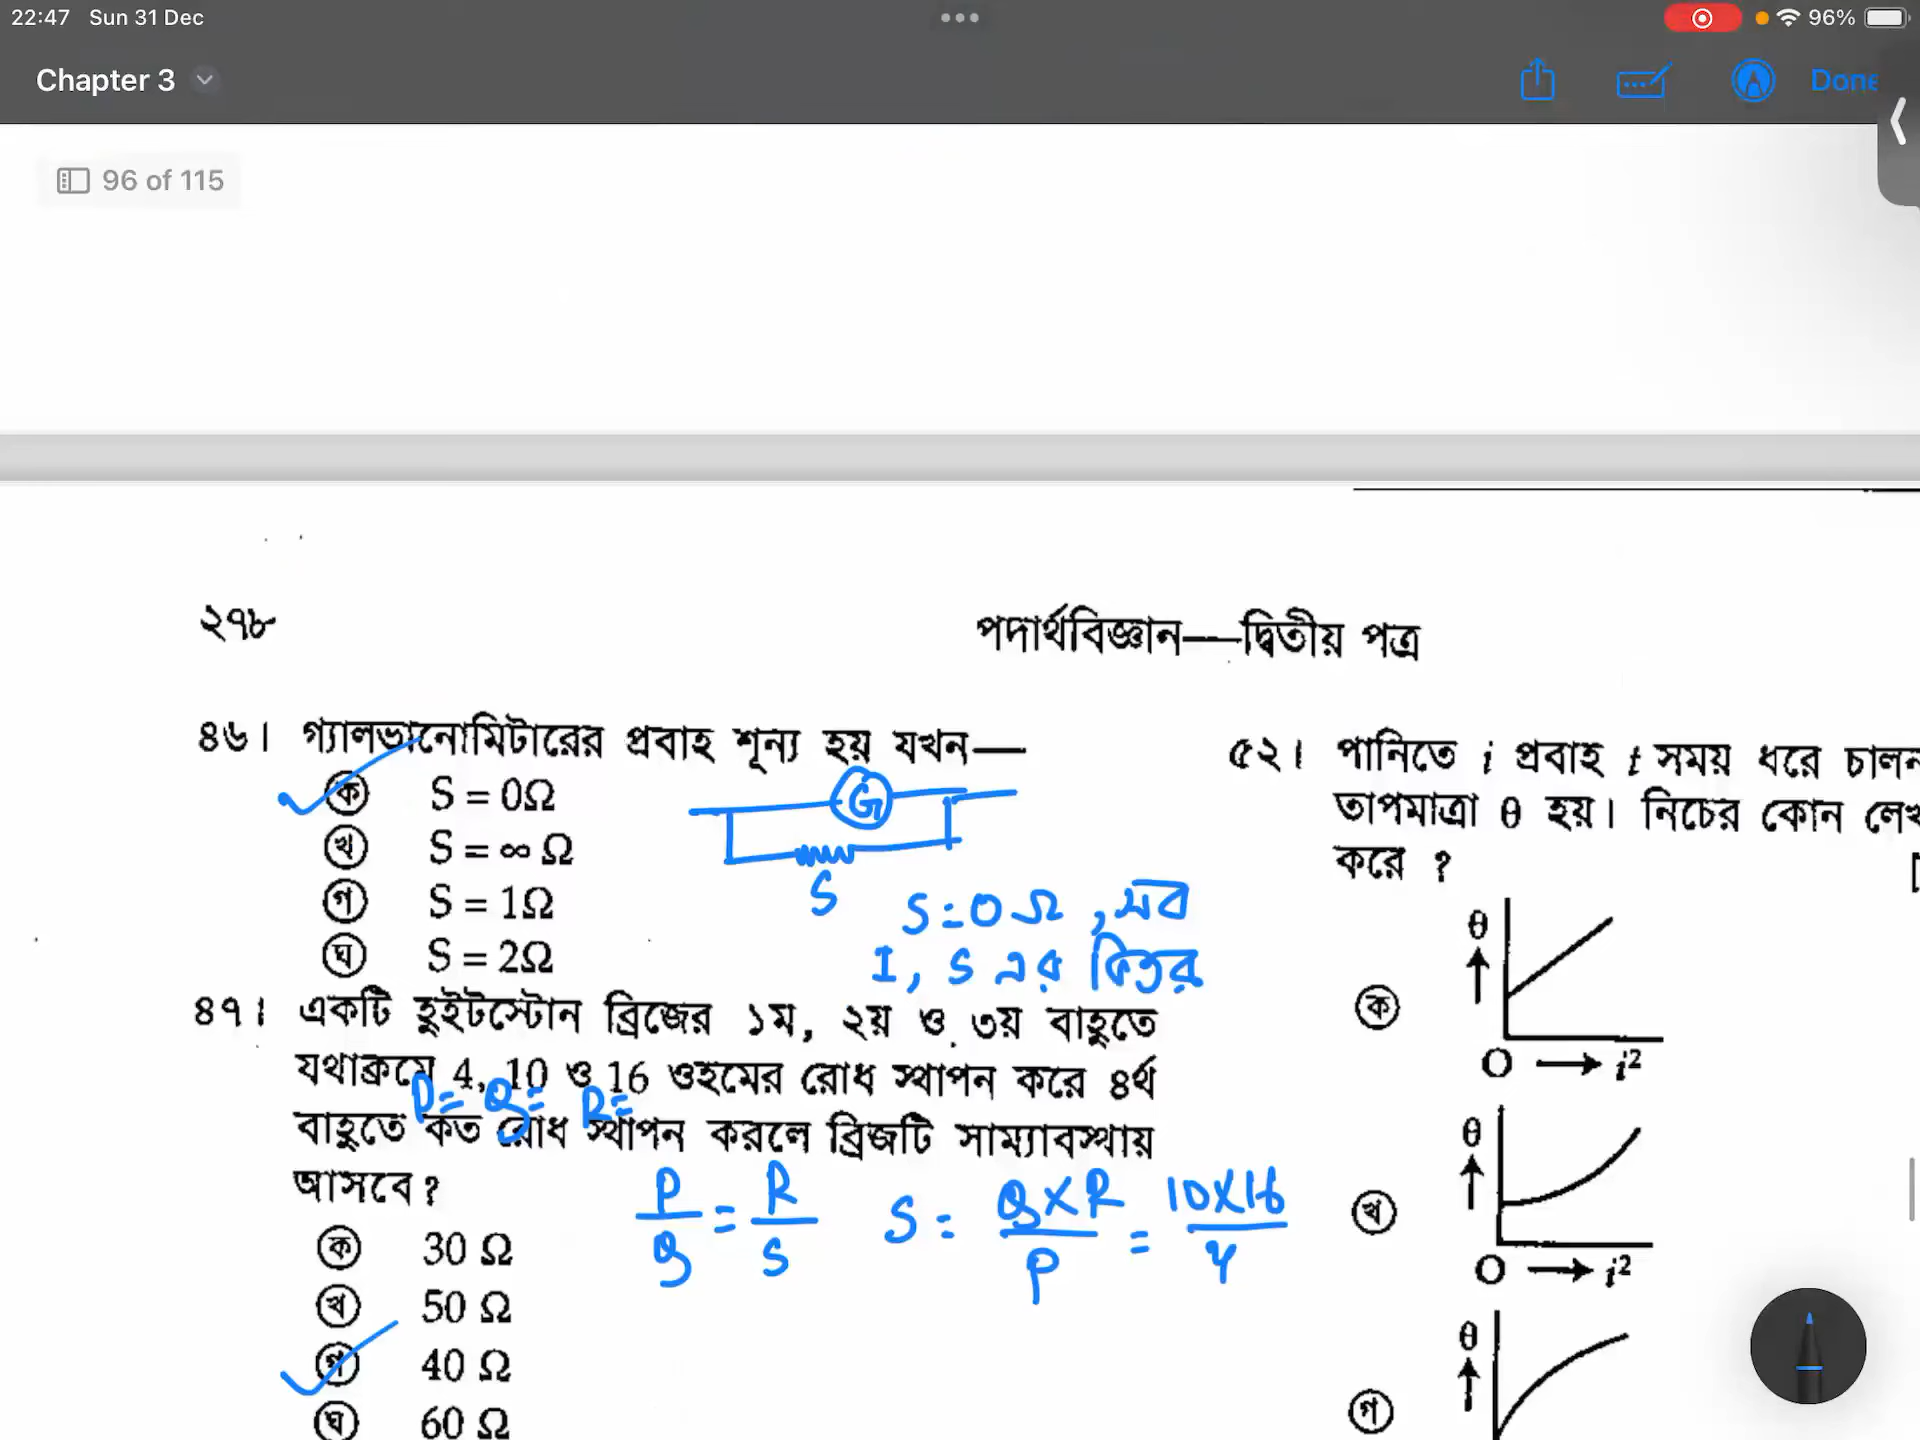 22:47 Sun 31 Dec
96%
Chapter 3
Done
96 of 115
২৭৮
পদার্থবিজ্ঞান—দ্বিতীয় পত্র
৪৬। গ্যালভানোমিটারের প্রবাহ শূন্য হয় যখন—
ক S = 0Ω
খ S = ∞ Ω
গ S = 1Ω
ঘ S = 2Ω
G
S
S = 0 Ω, সব
I, S এর ভিতর
৪৭। একটি হুইটস্টোন ব্রিজের ১ম, ২য় ও ৩য় বাহুতে
যথাক্রমে 4, 10 ও 16 ওহমের রোধ স্থাপন করে ৪র্থ
P= Q= R=
বাহুতে কত রোধ স্থাপন করলে ব্রিজটি সাম্যাবস্থায়
আসবে?
P/Q = R/S S = Q×R/P = 10×16/4
ক 30 Ω
খ 50 Ω
গ 40 Ω
ঘ 60 Ω
৫২। পানিতে i প্রবাহ t সময় ধরে চালন
তাপমাত্রা θ হয়। নিচের কোন লেখ
করে ?
θ
ক
O i²
θ
খ
O i²
θ
গ